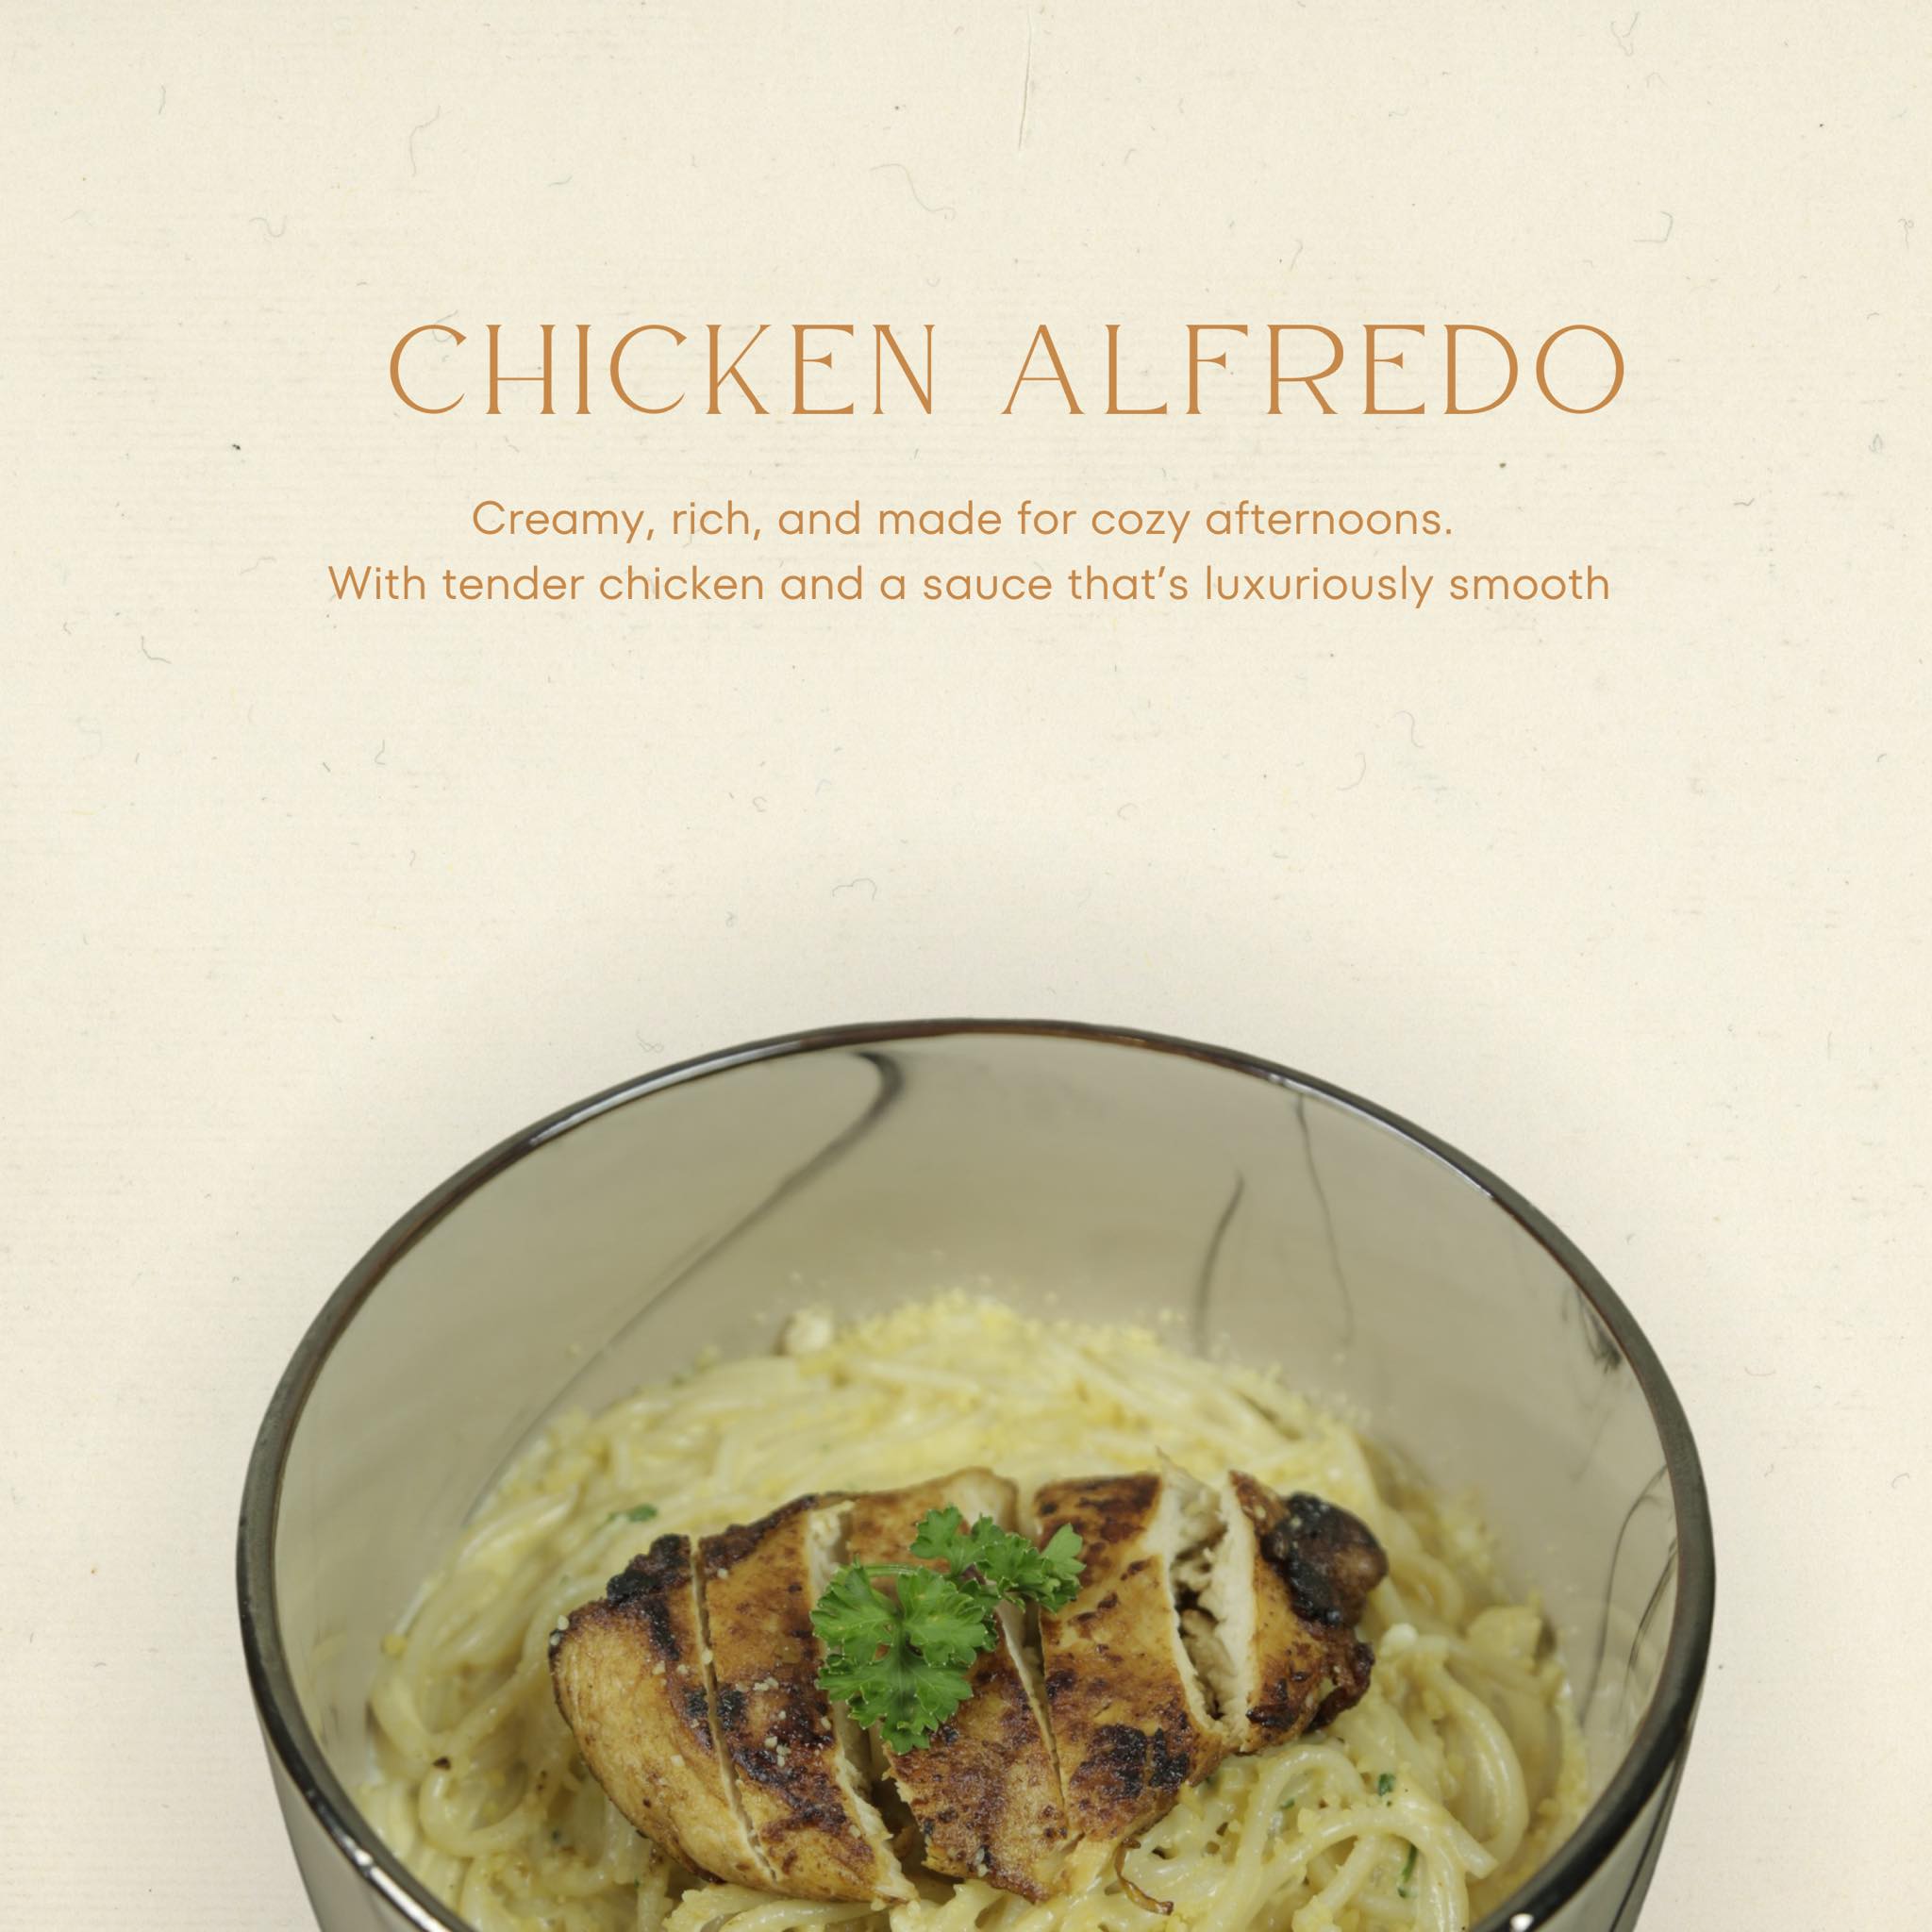 CHICKEN ALFREDO
Creamy, rich, and made for cozy afternoons.
With tender chicken and a sauce that’s luxuriously smooth